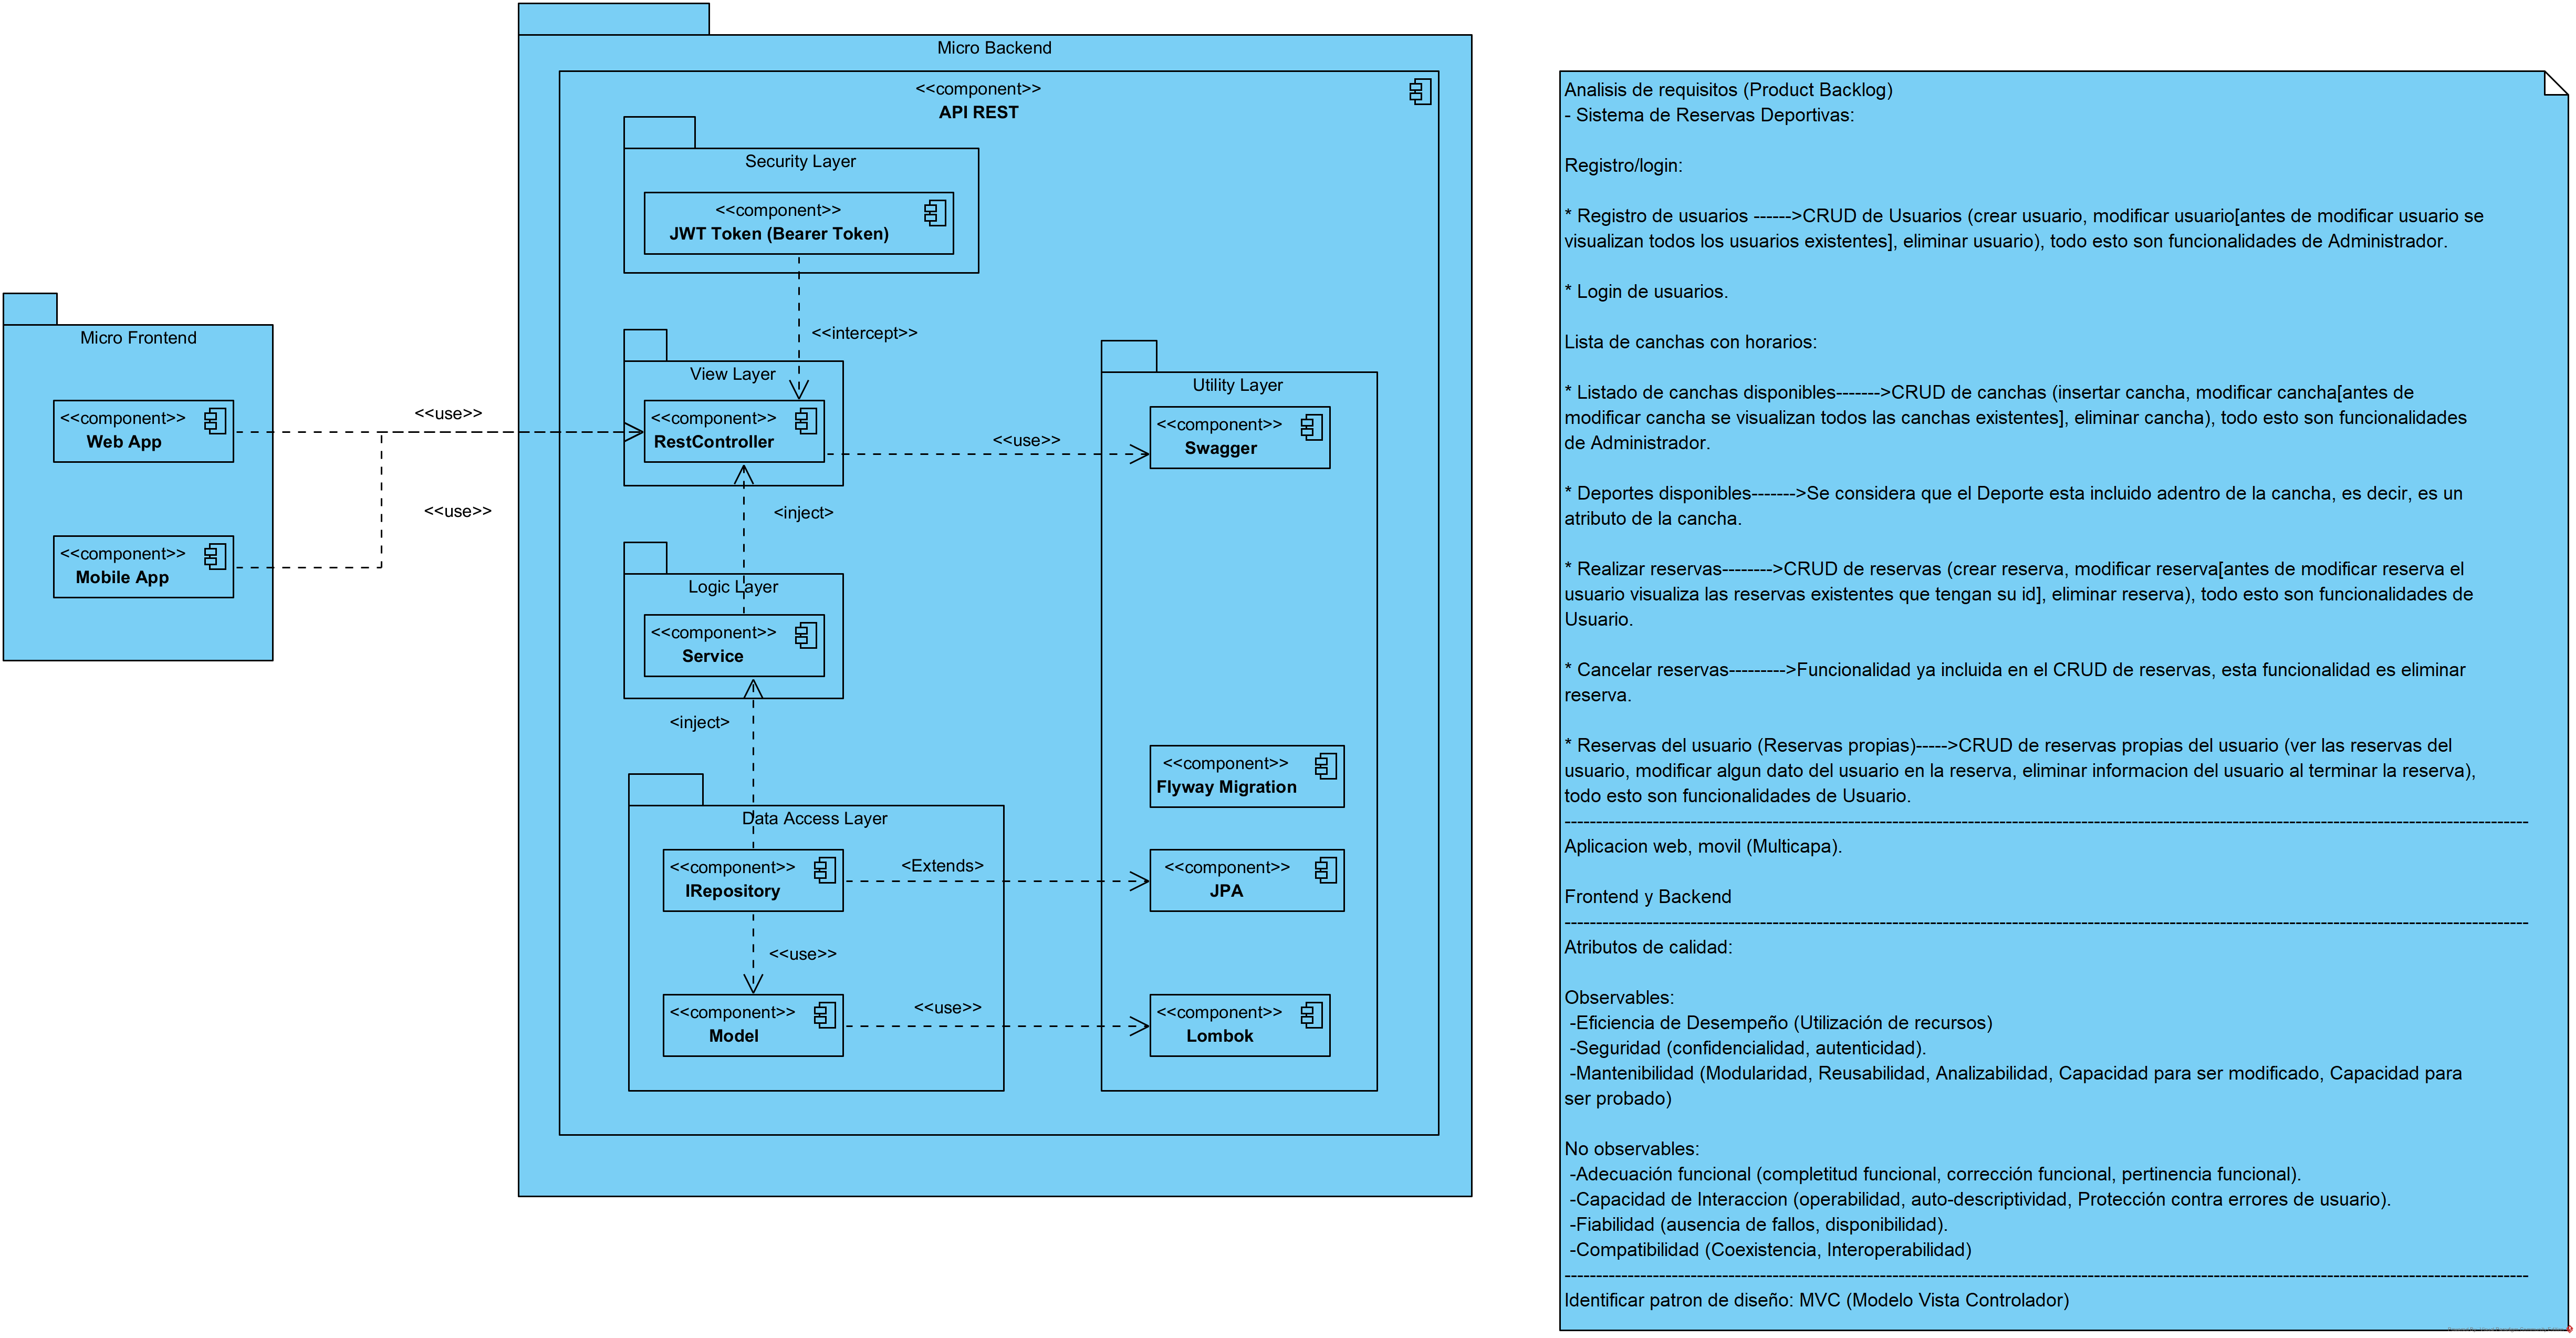 Micro Backend
<<component>>
API REST
Security Layer
<<component>>
JWT Token (Bearer Token)
<<intercept>>
Micro Frontend
<<component>>
Web App
<<use>>
<<component>>
Mobile App
<<use>>
View Layer
<<component>>
RestController
<<use>>
<inject>
Logic Layer
<<component>>
Service
<inject>
Data Access Layer
<<component>>
IRepository
<Extends>
<<use>>
<<component>>
Model
<<use>>
Utility Layer
<<component>>
Swagger
<<component>>
Flyway Migration
<<component>>
JPA
<<component>>
Lombok
Analisis de requisitos (Product Backlog)
- Sistema de Reservas Deportivas:
Registro/login:
* Registro de usuarios ------>CRUD de Usuarios (crear usuario, modificar usuario[antes de modificar usuario se
visualizan todos los usuarios existentes], eliminar usuario), todo esto son funcionalidades de Administrador.
* Login de usuarios.
Lista de canchas con horarios:
* Listado de canchas disponibles------->CRUD de canchas (insertar cancha, modificar cancha[antes de
modificar cancha se visualizan todos las canchas existentes], eliminar cancha), todo esto son funcionalidades
de Administrador.
* Deportes disponibles------->Se considera que el Deporte esta incluido adentro de la cancha, es decir, es un
atributo de la cancha.
* Realizar reservas-------->CRUD de reservas (crear reserva, modificar reserva[antes de modificar reserva el
usuario visualiza las reservas existentes que tengan su id], eliminar reserva), todo esto son funcionalidades de
Usuario.
* Cancelar reservas--------->Funcionalidad ya incluida en el CRUD de reservas, esta funcionalidad es eliminar
reserva.
* Reservas del usuario (Reservas propias)----->CRUD de reservas propias del usuario (ver las reservas del
usuario, modificar algun dato del usuario en la reserva, eliminar informacion del usuario al terminar la reserva),
todo esto son funcionalidades de Usuario.
Aplicacion web, movil (Multicapa).
Frontend y Backend
Atributos de calidad:
Observables:
-Eficiencia de Desempeño (Utilización de recursos)
-Seguridad (confidencialidad, autenticidad).
-Mantenibilidad (Modularidad, Reusabilidad, Analizabilidad, Capacidad para ser modificado, Capacidad para
ser probado)
No observables:
-Adecuación funcional (completitud funcional, corrección funcional, pertinencia funcional).
-Capacidad de Interaccion (operabilidad, auto-descriptividad, Protección contra errores de usuario).
-Fiabilidad (ausencia de fallos, disponibilidad).
-Compatibilidad (Coexistencia, Interoperabilidad)
Identificar patron de diseño: MVC (Modelo Vista Controlador)